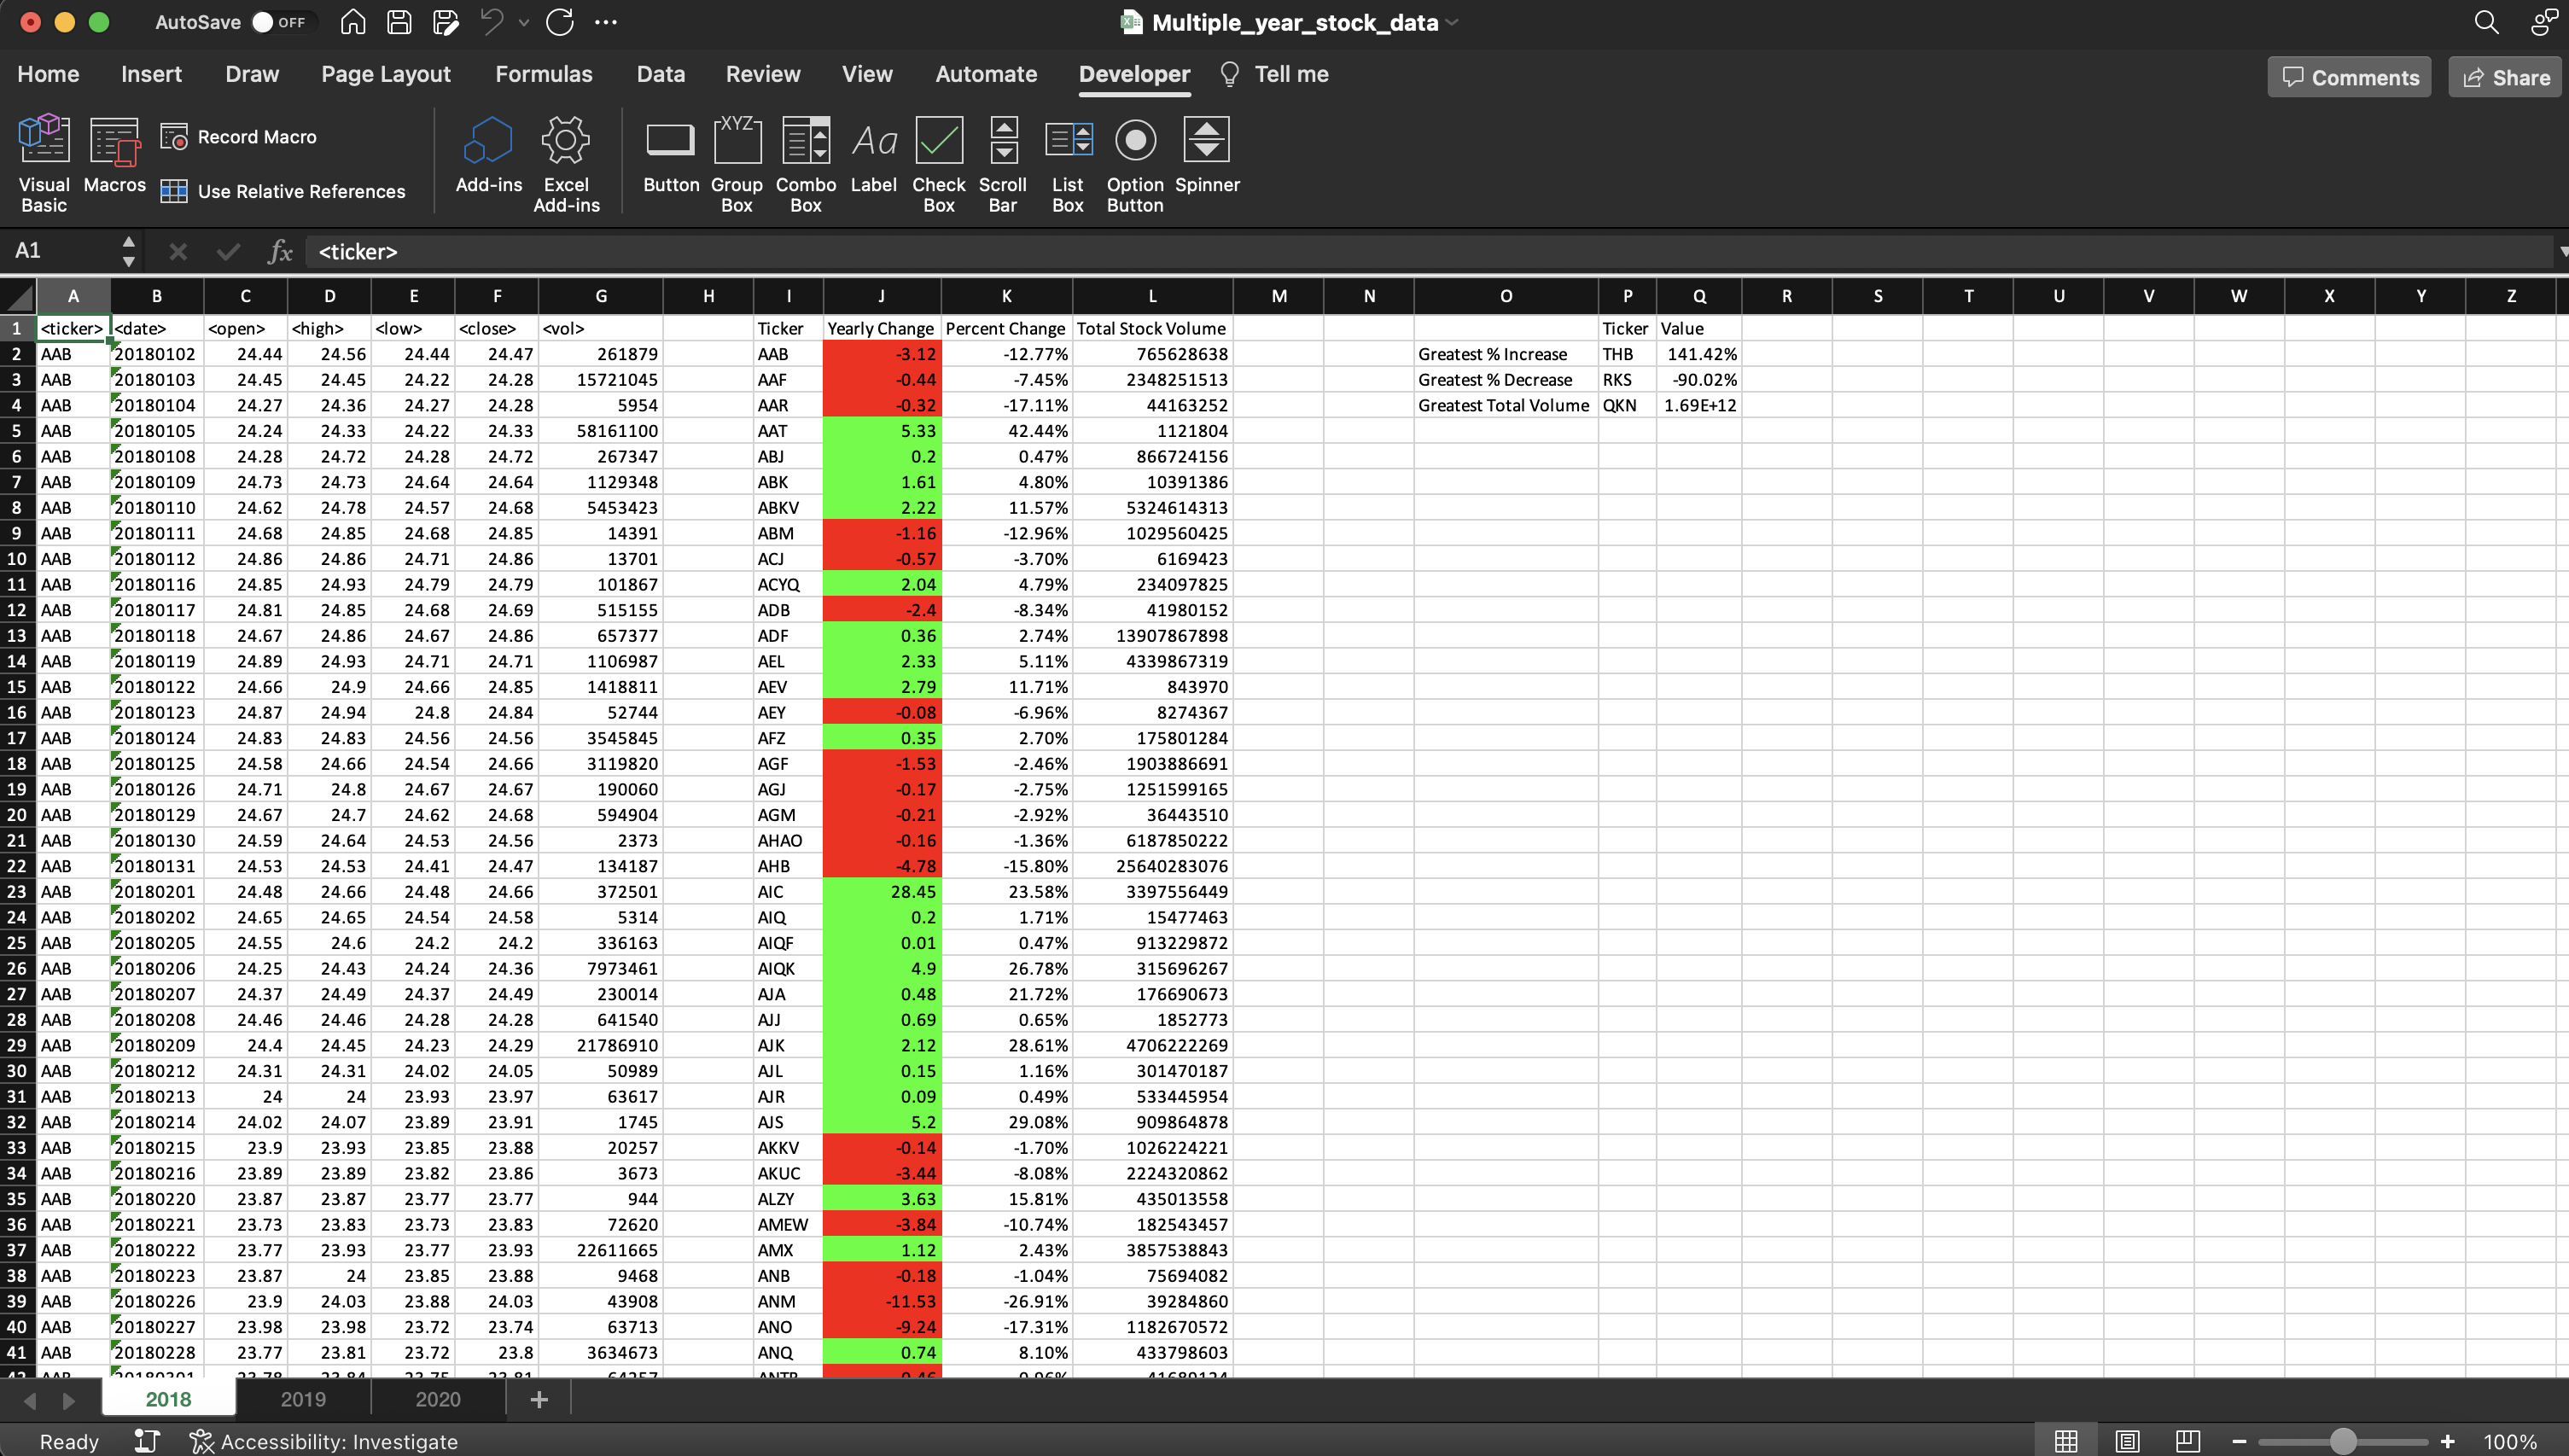 AutoSave OFF Multiple_year_stock_data
Home Insert Draw Page Layout Formulas Data Review View Automate Developer Tell me Comments Share
Visual Basic Macros Record Macro Use Relative References Add-ins Excel Add-ins Button Group Box Combo Box Label Check Box Scroll Bar List Box Option Button Spinner
A1 fx <ticker>
A B C D E F G H I J K L M N O P Q R S T U V W X Y Z
1 <ticker> <date> <open> <high> <low> <close> <vol> Ticker Yearly Change Percent Change Total Stock Volume Ticker Value
2 AAB 20180102 24.44 24.56 24.44 24.47 261879 AAB -3.12 -12.77% 765628638 Greatest % Increase THB 141.42%
3 AAB 20180103 24.45 24.45 24.22 24.28 15721045 AAF -0.44 -7.45% 2348251513 Greatest % Decrease RKS -90.02%
4 AAB 20180104 24.27 24.36 24.27 24.28 5954 AAR -0.32 -17.11% 44163252 Greatest Total Volume QKN 1.69E+12
5 AAB 20180105 24.24 24.33 24.22 24.33 58161100 AAT 5.33 42.44% 1121804
6 AAB 20180108 24.28 24.72 24.28 24.72 267347 ABJ 0.2 0.47% 866724156
7 AAB 20180109 24.73 24.73 24.64 24.64 1129348 ABK 1.61 4.80% 10391386
8 AAB 20180110 24.62 24.78 24.57 24.68 5453423 ABKV 2.22 11.57% 5324614313
9 AAB 20180111 24.68 24.85 24.68 24.85 14391 ABM -1.16 -12.96% 1029560425
10 AAB 20180112 24.86 24.86 24.71 24.86 13701 ACJ -0.57 -3.70% 6169423
11 AAB 20180116 24.85 24.93 24.79 24.79 101867 ACYQ 2.04 4.79% 234097825
12 AAB 20180117 24.81 24.85 24.68 24.69 515155 ADB -2.4 -8.34% 41980152
13 AAB 20180118 24.67 24.86 24.67 24.86 657377 ADF 0.36 2.74% 13907867898
14 AAB 20180119 24.89 24.93 24.71 24.71 1106987 AEL 2.33 5.11% 4339867319
15 AAB 20180122 24.66 24.9 24.66 24.85 1418811 AEV 2.79 11.71% 843970
16 AAB 20180123 24.87 24.94 24.8 24.84 52744 AEY -0.08 -6.96% 8274367
17 AAB 20180124 24.83 24.83 24.56 24.56 3545845 AFZ 0.35 2.70% 175801284
18 AAB 20180125 24.58 24.66 24.54 24.66 3119820 AGF -1.53 -2.46% 1903886691
19 AAB 20180126 24.71 24.8 24.67 24.67 190060 AGJ -0.17 -2.75% 1251599165
20 AAB 20180129 24.67 24.7 24.62 24.68 594904 AGM -0.21 -2.92% 36443510
21 AAB 20180130 24.59 24.64 24.53 24.56 2373 AHAO -0.16 -1.36% 6187850222
22 AAB 20180131 24.53 24.53 24.41 24.47 134187 AHB -4.78 -15.80% 25640283076
23 AAB 20180201 24.48 24.66 24.48 24.66 372501 AIC 28.45 23.58% 3397556449
24 AAB 20180202 24.65 24.65 24.54 24.58 5314 AIQ 0.2 1.71% 15477463
25 AAB 20180205 24.55 24.6 24.2 24.2 336163 AIQF 0.01 0.47% 913229872
26 AAB 20180206 24.25 24.43 24.24 24.36 7973461 AIQK 4.9 26.78% 315696267
27 AAB 20180207 24.37 24.49 24.37 24.49 230014 AJA 0.48 21.72% 176690673
28 AAB 20180208 24.46 24.46 24.28 24.28 641540 AJJ 0.69 0.65% 1852773
29 AAB 20180209 24.4 24.45 24.23 24.29 21786910 AJK 2.12 28.61% 4706222269
30 AAB 20180212 24.31 24.31 24.02 24.05 50989 AJL 0.15 1.16% 301470187
31 AAB 20180213 24 24 23.93 23.97 63617 AJR 0.09 0.49% 533445954
32 AAB 20180214 24.02 24.07 23.89 23.91 1745 AJS 5.2 29.08% 909864878
33 AAB 20180215 23.9 23.93 23.85 23.88 20257 AKKV -0.14 -1.70% 1026224221
34 AAB 20180216 23.89 23.89 23.82 23.86 3673 AKUC -3.44 -8.08% 2224320862
35 AAB 20180220 23.87 23.87 23.77 23.77 944 ALZY 3.63 15.81% 435013558
36 AAB 20180221 23.73 23.83 23.73 23.83 72620 AMEW -3.84 -10.74% 182543457
37 AAB 20180222 23.77 23.93 23.77 23.93 22611665 AMX 1.12 2.43% 3857538843
38 AAB 20180223 23.87 24 23.85 23.88 9468 ANB -0.18 -1.04% 75694082
39 AAB 20180226 23.9 24.03 23.88 24.03 43908 ANM -11.53 -26.91% 39284860
40 AAB 20180227 23.98 23.98 23.72 23.74 63713 ANO -9.24 -17.31% 1182670572
41 AAB 20180228 23.77 23.81 23.72 23.8 3634673 ANQ 0.74 8.10% 433798603
2018 2019 2020 +
Ready Accessibility: Investigate 100%